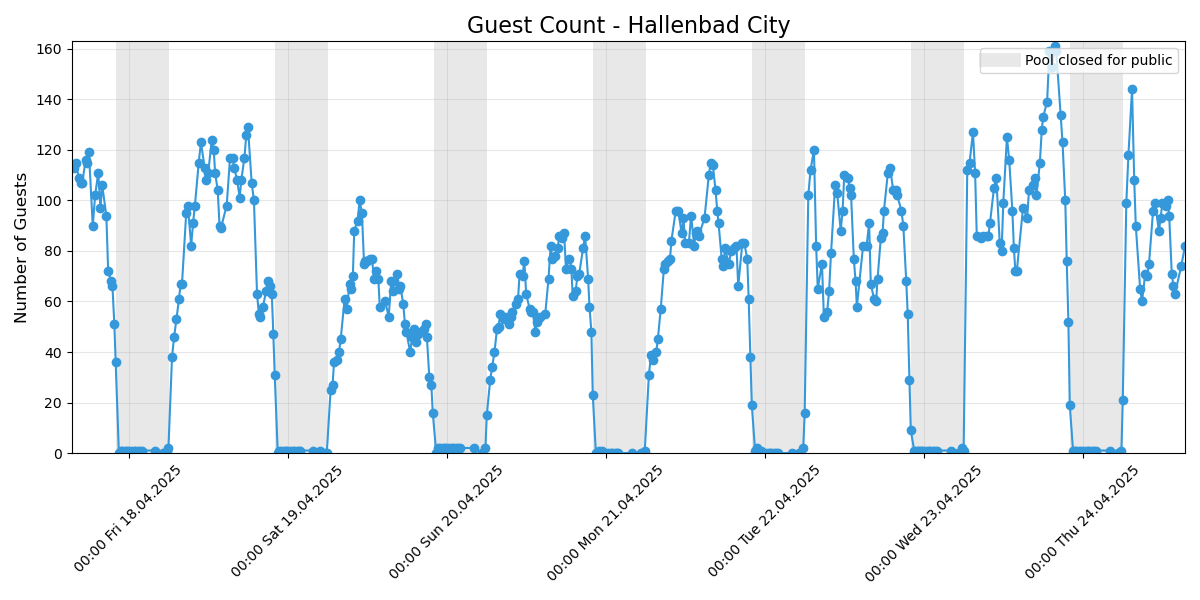 Guest Count - Hallenbad City
Pool closed for public
Number of Guests
160
140
120
100
80
60
40
20
0
00:00 Fri 18.04.2025
00:00 Sat 19.04.2025
00:00 Sun 20.04.2025
00:00 Mon 21.04.2025
00:00 Tue 22.04.2025
00:00 Wed 23.04.2025
00:00 Thu 24.04.2025